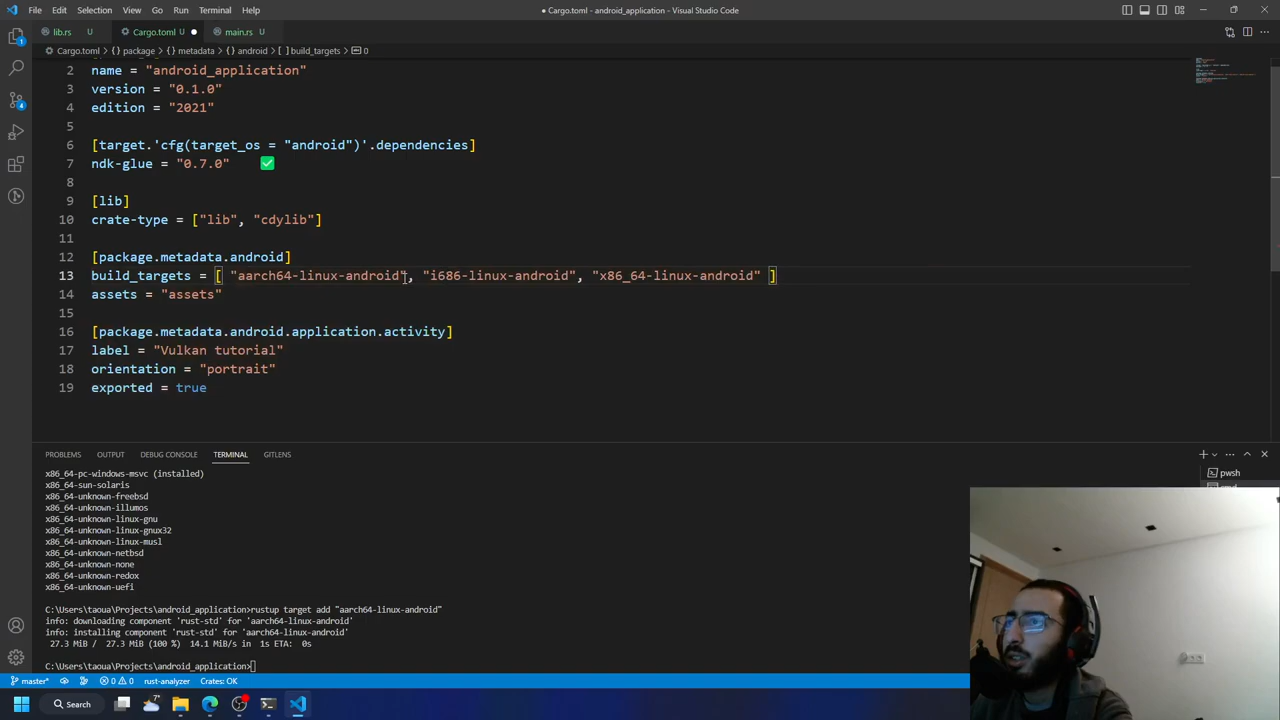 File Edit Selection View Go Run Terminal Help
● Cargo.toml - android_application - Visual Studio Code
lib.rs U Cargo.toml U ● main.rs U
Cargo.toml > {} package > {} metadata > {} android > [ ] build_targets > 0
2 name = "android_application"
3 version = "0.1.0"
4 edition = "2021"
5
6 [target.'cfg(target_os = "android")'.dependencies]
7 ndk-glue = "0.7.0" ✅
8
9 [lib]
10 crate-type = ["lib", "cdylib"]
11
12 [package.metadata.android]
13 build_targets = [ "aarch64-linux-android", "i686-linux-android", "x86_64-linux-android" ]
14 assets = "assets"
15
16 [package.metadata.android.application.activity]
17 label = "Vulkan tutorial"
18 orientation = "portrait"
19 exported = true
PROBLEMS OUTPUT DEBUG CONSOLE TERMINAL GITLENS
pwsh
x86_64-pc-windows-msvc (installed)
x86_64-sun-solaris
x86_64-unknown-freebsd
x86_64-unknown-illumos
x86_64-unknown-linux-gnu
x86_64-unknown-linux-gnux32
x86_64-unknown-linux-musl
x86_64-unknown-netbsd
x86_64-unknown-none
x86_64-unknown-redox
x86_64-unknown-uefi
C:\Users\taoua\Projects\android_application>rustup target add "aarch64-linux-android"
info: downloading component 'rust-std' for 'aarch64-linux-android'
info: installing component 'rust-std' for 'aarch64-linux-android'
27.3 MiB / 27.3 MiB (100 %) 14.1 MiB/s in 1s ETA: 0s
C:\Users\taoua\Projects\android_application>
master* 0 0 rust-analyzer Crates: OK
Search 7°